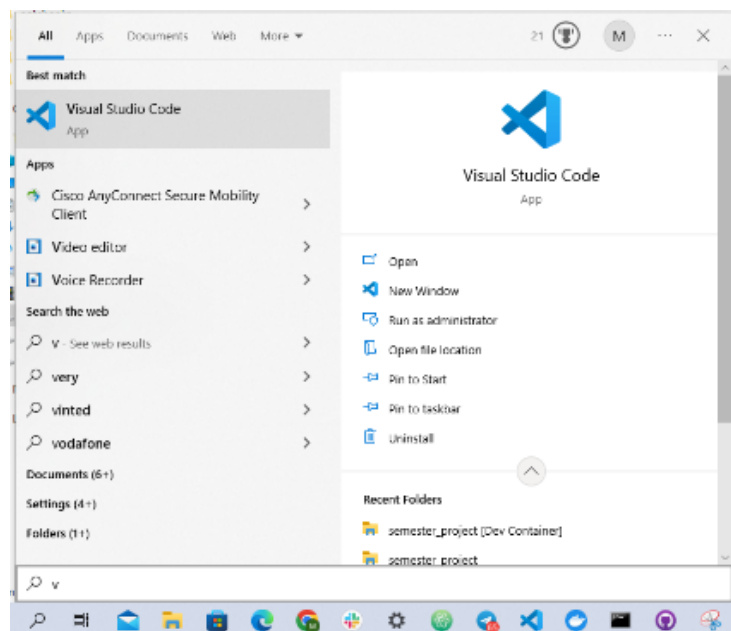 All Apps Documents Web More 21 M
Best match
Visual Studio Code
App
Apps
Cisco AnyConnect Secure Mobility
Client
Video editor
Voice Recorder
Search the web
v - See web results
very
vinted
vodafone
Documents (6+)
Settings (4+)
Folders (1+)
Visual Studio Code
App
Open
New Window
Run as administrator
Open file location
Pin to Start
Pin to taskbar
Uninstall
Recent Folders
semester_project [Dev Container]
semester_project
v